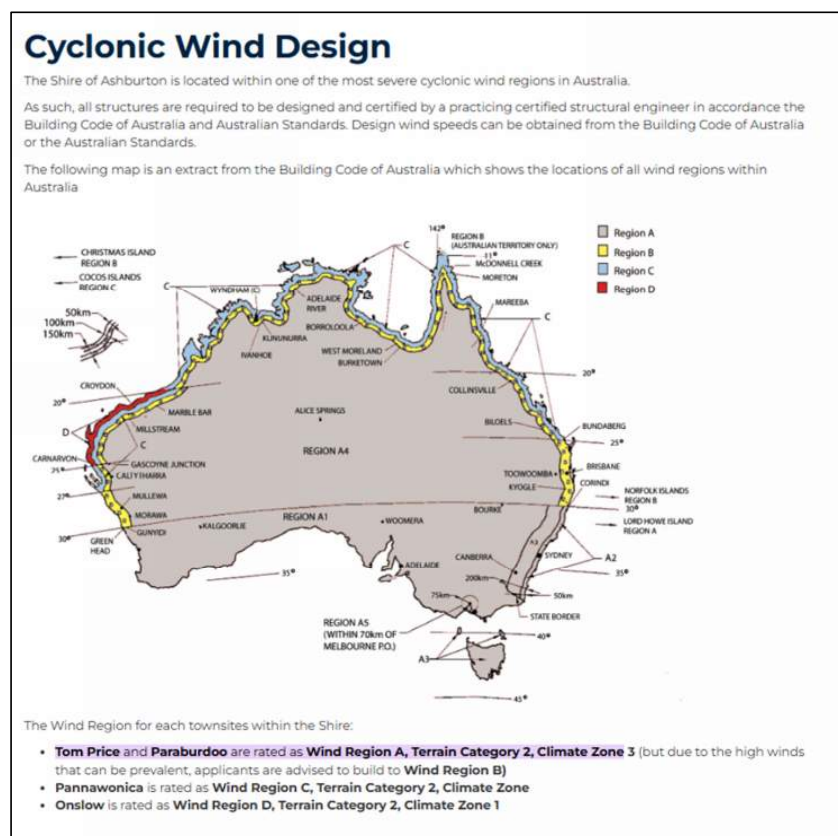 Cyclonic Wind Design
The Shire of Ashburton is located within one of the most severe cyclonic wind regions in Australia.
As such, all structures are required to be designed and certified by a practicing certified structural engineer in accordance the
Building Code of Australia and Australian Standards. Design wind speeds can be obtained from the Building Code of Australia
or the Australian Standards.
The following map is an extract from the Building Code of Australia which shows the locations of all wind regions within
Australia
142°
REGION B
(AUSTRALIAN TERRITORY ONLY)
11°
McDONNELL CREEK
MORETON
C
Region A
Region B
Region C
Region D
CHRISTMAS ISLAND
REGION B
COCOS ISLANDS
REGION C
C
WYNDHAM (C)
ADELAIDE
RIVER
MAREEBA
50km
100km
150km
BORROLOOLA
C
KUNUNURRA
IVANHOE
WEST MORELAND
BURKETOWN
CROYDON
20°
COLLINSVILLE
20°
MARBLE BAR
ALICE SPRINGS
D
MILLSTREAM
C
BILOELS
BUNDABERG
25°
CARNARVON
25°
GASCOYNE JUNCTION
REGION A4
TOOWOOMBA
BRISBANE
CALLYTHARRA
KYOGLE
CORINDI
27°
MULLEWA
NORFOLK ISLANDS
REGION B
MORAWA
REGION A1
BOURKE
30°
30°
GUNYIDI
KALGOORLIE
WOOMERA
LORD HOWE ISLAND
REGION A
GREEN
HEAD
A3
SYDNEY
CANBERRA
A2
35°
ADELAIDE
200km
35°
75km
50km
STATE BORDER
REGION A5
(WITHIN 70km OF
MELBOURNE P.O.)
40°
A3
45°
The Wind Region for each townsites within the Shire:
• Tom Price and Paraburdoo are rated as Wind Region A, Terrain Category 2, Climate Zone 3 (but due to the high winds
that can be prevalent, applicants are advised to build to Wind Region B)
• Pannawonica is rated as Wind Region C, Terrain Category 2, Climate Zone
• Onslow is rated as Wind Region D, Terrain Category 2, Climate Zone 1